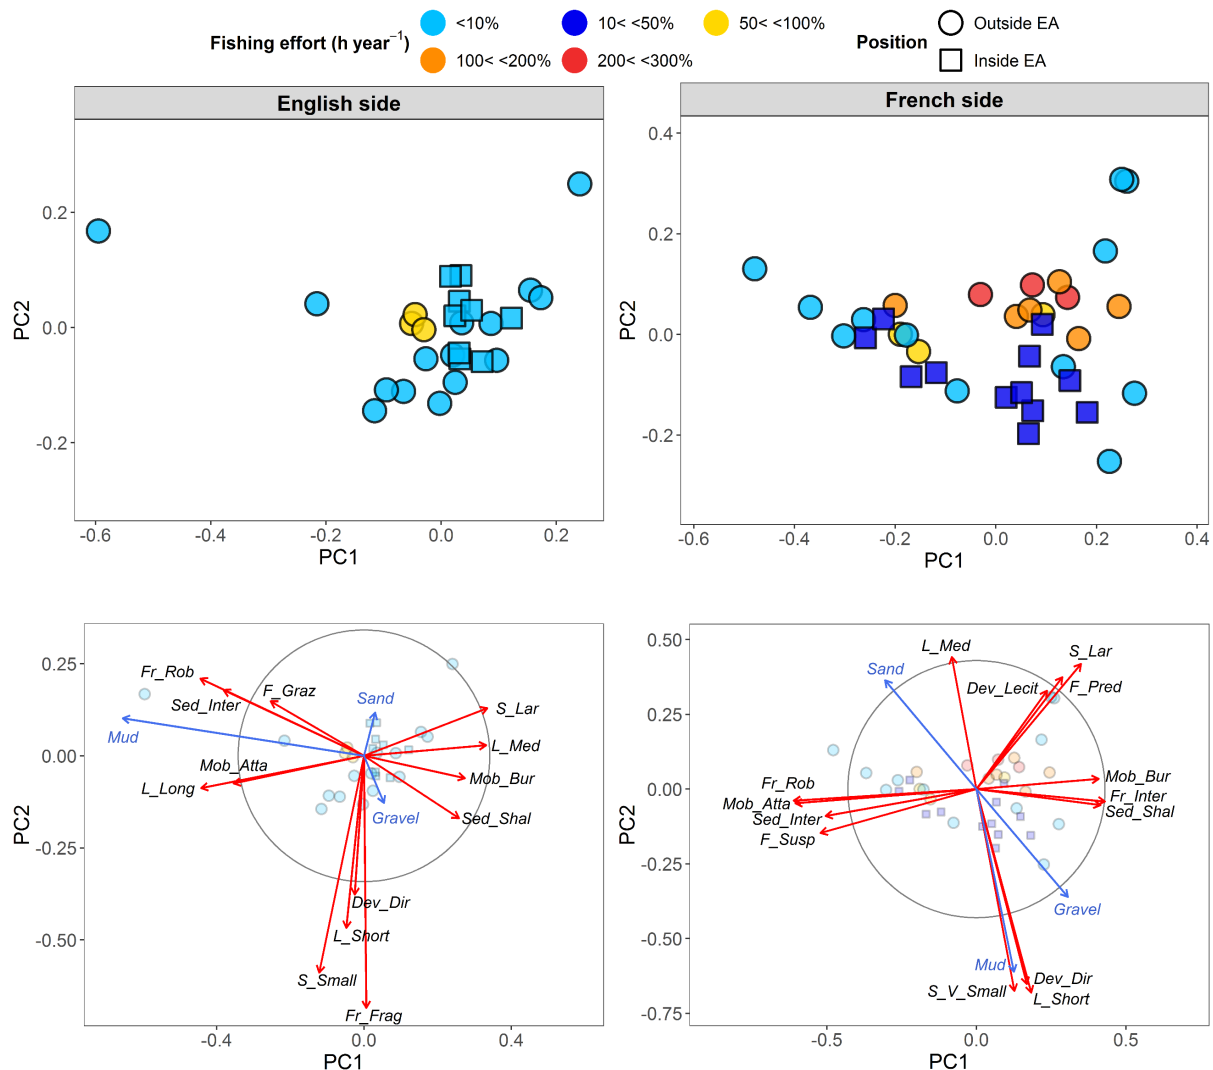 Fishing effort (h year⁻¹)
<10%
10< <50%
50< <100%
100< <200%
200< <300%
Position
Outside EA
Inside EA
English side
PC2
0.2
0.0
-0.2
-0.6
-0.4
-0.2
0.0
0.2
PC1
French side
PC2
0.4
0.2
0.0
-0.2
-0.6
-0.4
-0.2
0.0
0.2
0.4
PC1
PC2
0.25
0.00
-0.25
-0.50
Fr_Rob
Sed_Inter
F_Graz
Sand
S_Lar
Mud
L_Med
Mob_Atta
Mob_Bur
L_Long
Gravel
Sed_Shal
Dev_Dir
L_Short
S_Small
Fr_Frag
-0.4
0.0
0.4
PC1
PC2
0.50
0.25
0.00
-0.25
-0.50
-0.75
L_Med
S_Lar
Sand
Dev_Lecit
F_Pred
Fr_Rob
Mob_Bur
Mob_Atta
Fr_Inter
Sed_Inter
Sed_Shal
F_Susp
Gravel
Mud
Dev_Dir
S_V_Small
L_Short
-0.5
0.0
0.5
PC1